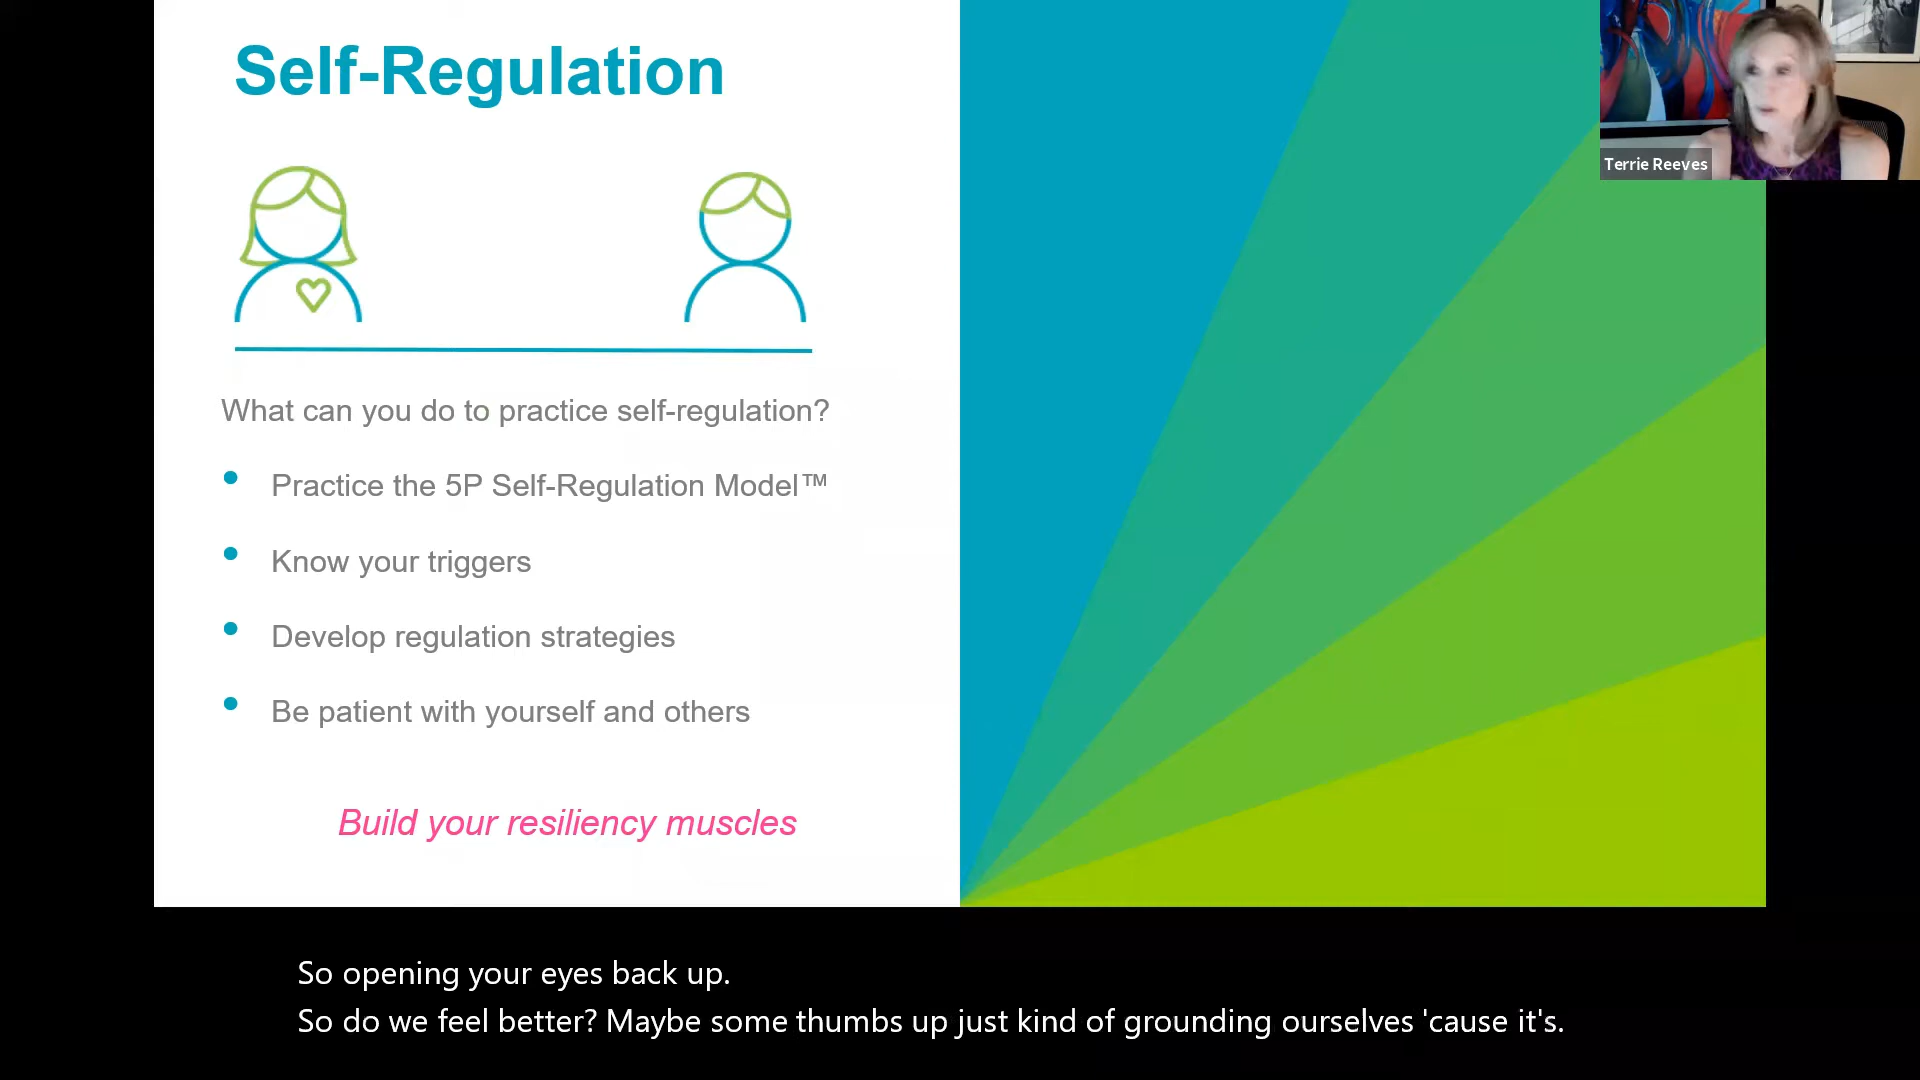 Self-Regulation
Terrie Reeves
What can you do to practice self-regulation?
• Practice the 5P Self-Regulation Model™
• Know your triggers
• Develop regulation strategies
• Be patient with yourself and others
Build your resiliency muscles
So opening your eyes back up.
So do we feel better? Maybe some thumbs up just kind of grounding ourselves 'cause it's.